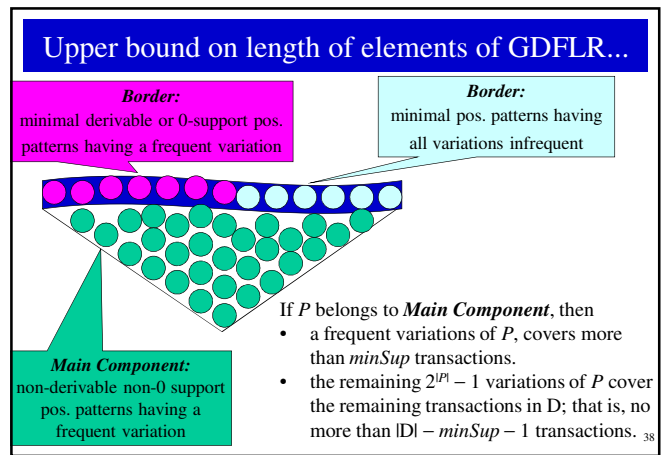 Upper bound on length of elements of GDFLR...
Border:
minimal derivable or 0-support pos.
patterns having a frequent variation
Border:
minimal pos. patterns having
all variations infrequent
Main Component:
non-derivable non-0 support
pos. patterns having a
frequent variation
If P belongs to Main Component, then
• a frequent variations of P, covers more
than minSup transactions.
• the remaining 2^|P| – 1 variations of P cover
the remaining transactions in D; that is, no
more than |D| – minSup – 1 transactions.
38